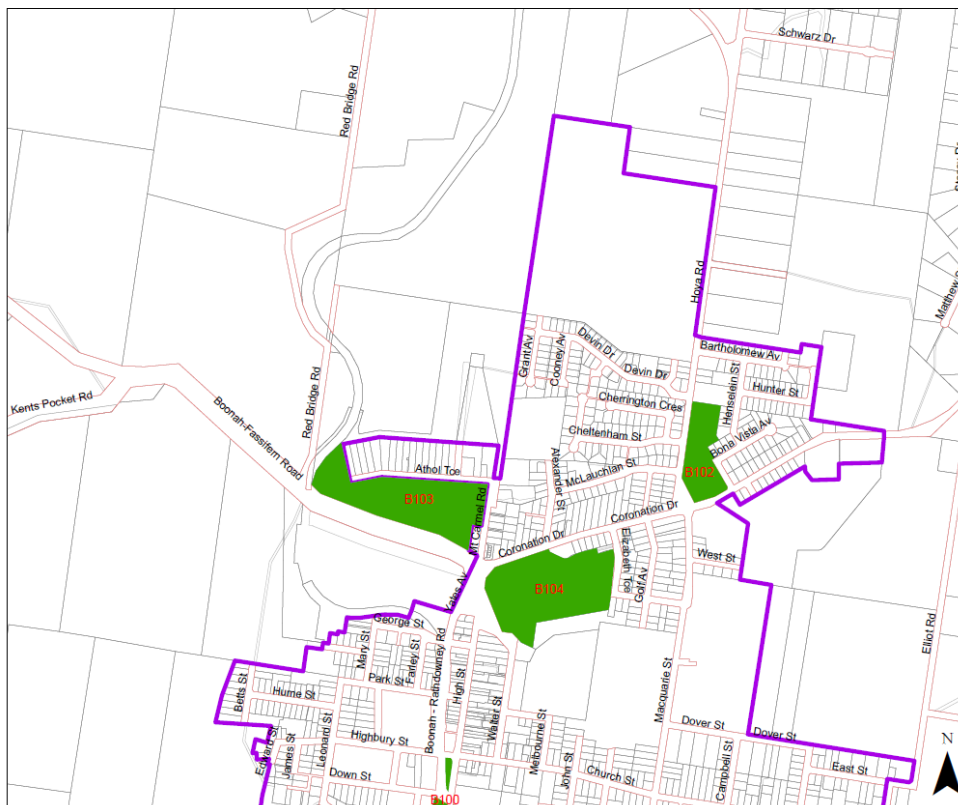 Schwarz Dr
Red Bridge Rd
Hoya Rd
Bartholomew Av
Devin Dr
Devin Dr
Grant Av
Cooney Av
Henselein St
Hunter St
Cherrington Cres
Cheltenham St
Bona Vista Av
Kents Pocket Rd
Boonah-Fassifern Road
Red Bridge Rd
Athol Tce
Alexander St
McLauchlan St
B102
B103
Mt Carmel Rd
Coronation Dr
Coronation Dr
Elizabeth Tce
Golf Av
West St
B104
Yates Av
George St
Mary St
Farley St
Park St
Boonah - Rathdowney Rd
High St
Walter St
Macquarie St
Elliot Rd
Betts St
Hume St
Leonard St
Highbury St
Edward St
James St
Down St
Melbourne St
John St
Church St
Dover St
Dover St
Campbell St
East St
B100
N